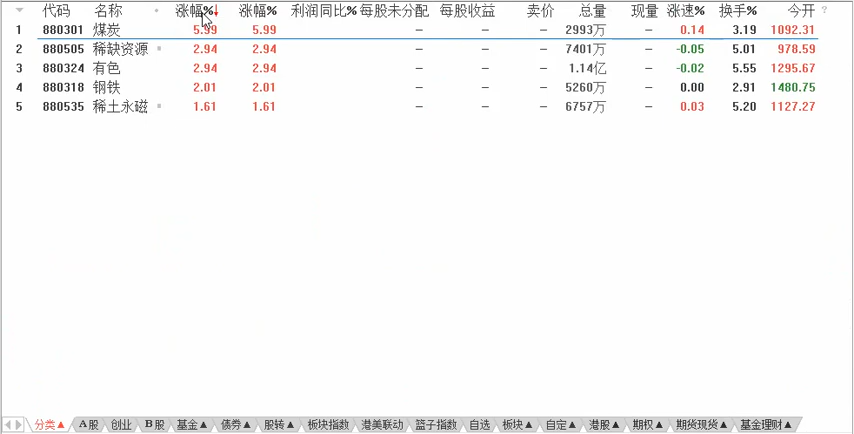 代码 名称 涨幅%↓ 涨幅% 利润同比% 每股未分配 每股收益 卖价 总量 现量 涨速% 换手% 今开 ?
1 880301 煤炭 5.99 5.99 – – – 2993万 – 0.14 3.19 1092.31
2 880505 稀缺资源 2.94 2.94 – – – 7401万 – -0.05 5.01 978.59
3 880324 有色 2.94 2.94 – – – 1.14亿 – -0.02 5.55 1295.67
4 880318 钢铁 2.01 2.01 – – – 5260万 – 0.00 2.91 1480.75
5 880535 稀土永磁 1.61 1.61 – – – 6757万 – 0.03 5.20 1127.27
分类▲ A股 创业 B股 基金▲ 债券▲ 股转▲ 板块指数 港美联动 篮子指数 自选 板块▲ 自定▲ 港股▲ 期权▲ 期货现货▲ 基金理财▲